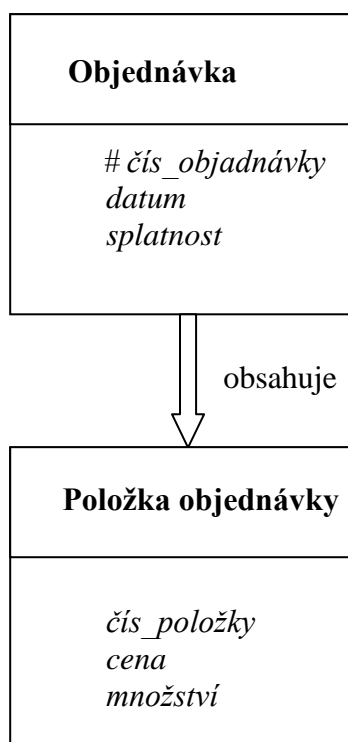 Objednávka
# čís_objadnávky
datum
splatnost
obsahuje
Položka objednávky
čís_položky
cena
množství